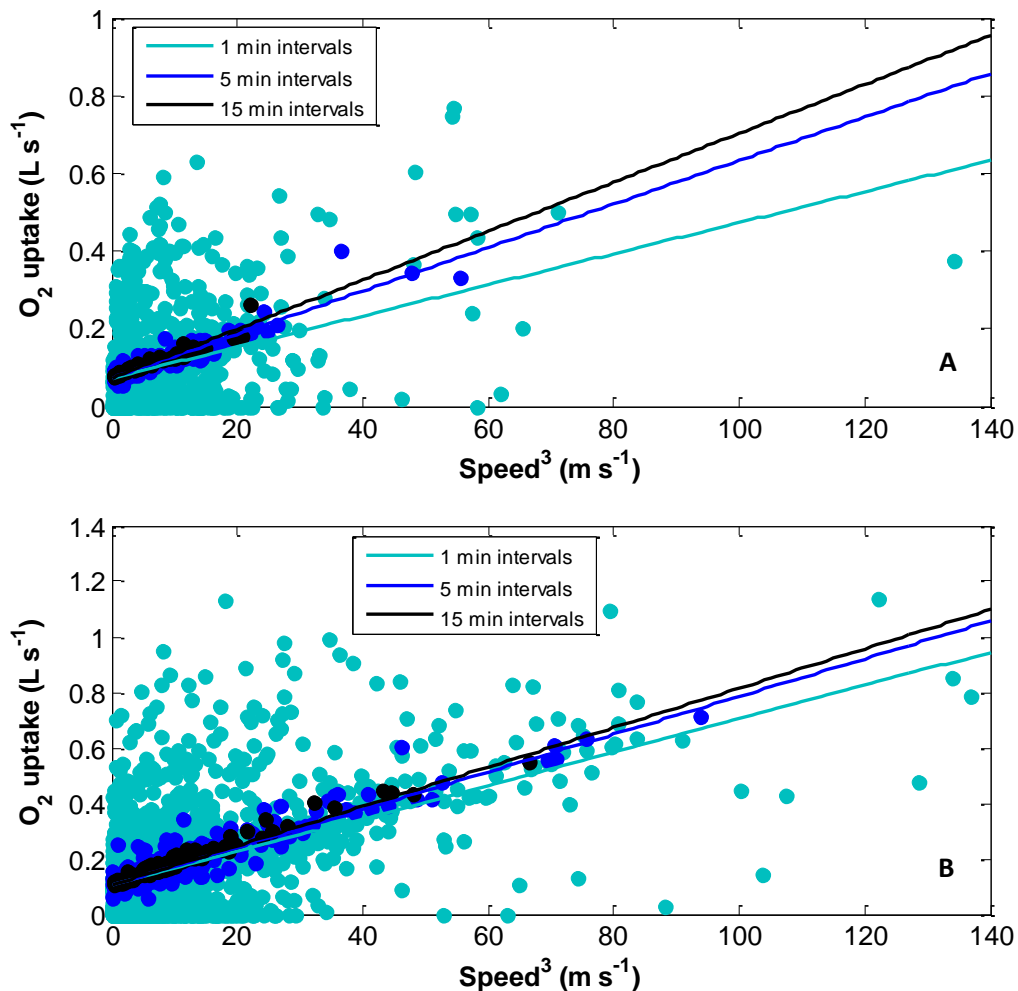 1
0.8
0.6
0.4
0.2
0
O2 uptake (L s-1)
1 min intervals
5 min intervals
15 min intervals
A
0 20 40 60 80 100 120 140
Speed3 (m s-1)
1.4
1.2
1
0.8
0.6
0.4
0.2
0
O2 uptake (L s-1)
1 min intervals
5 min intervals
15 min intervals
B
0 20 40 60 80 100 120 140
Speed3 (m s-1)